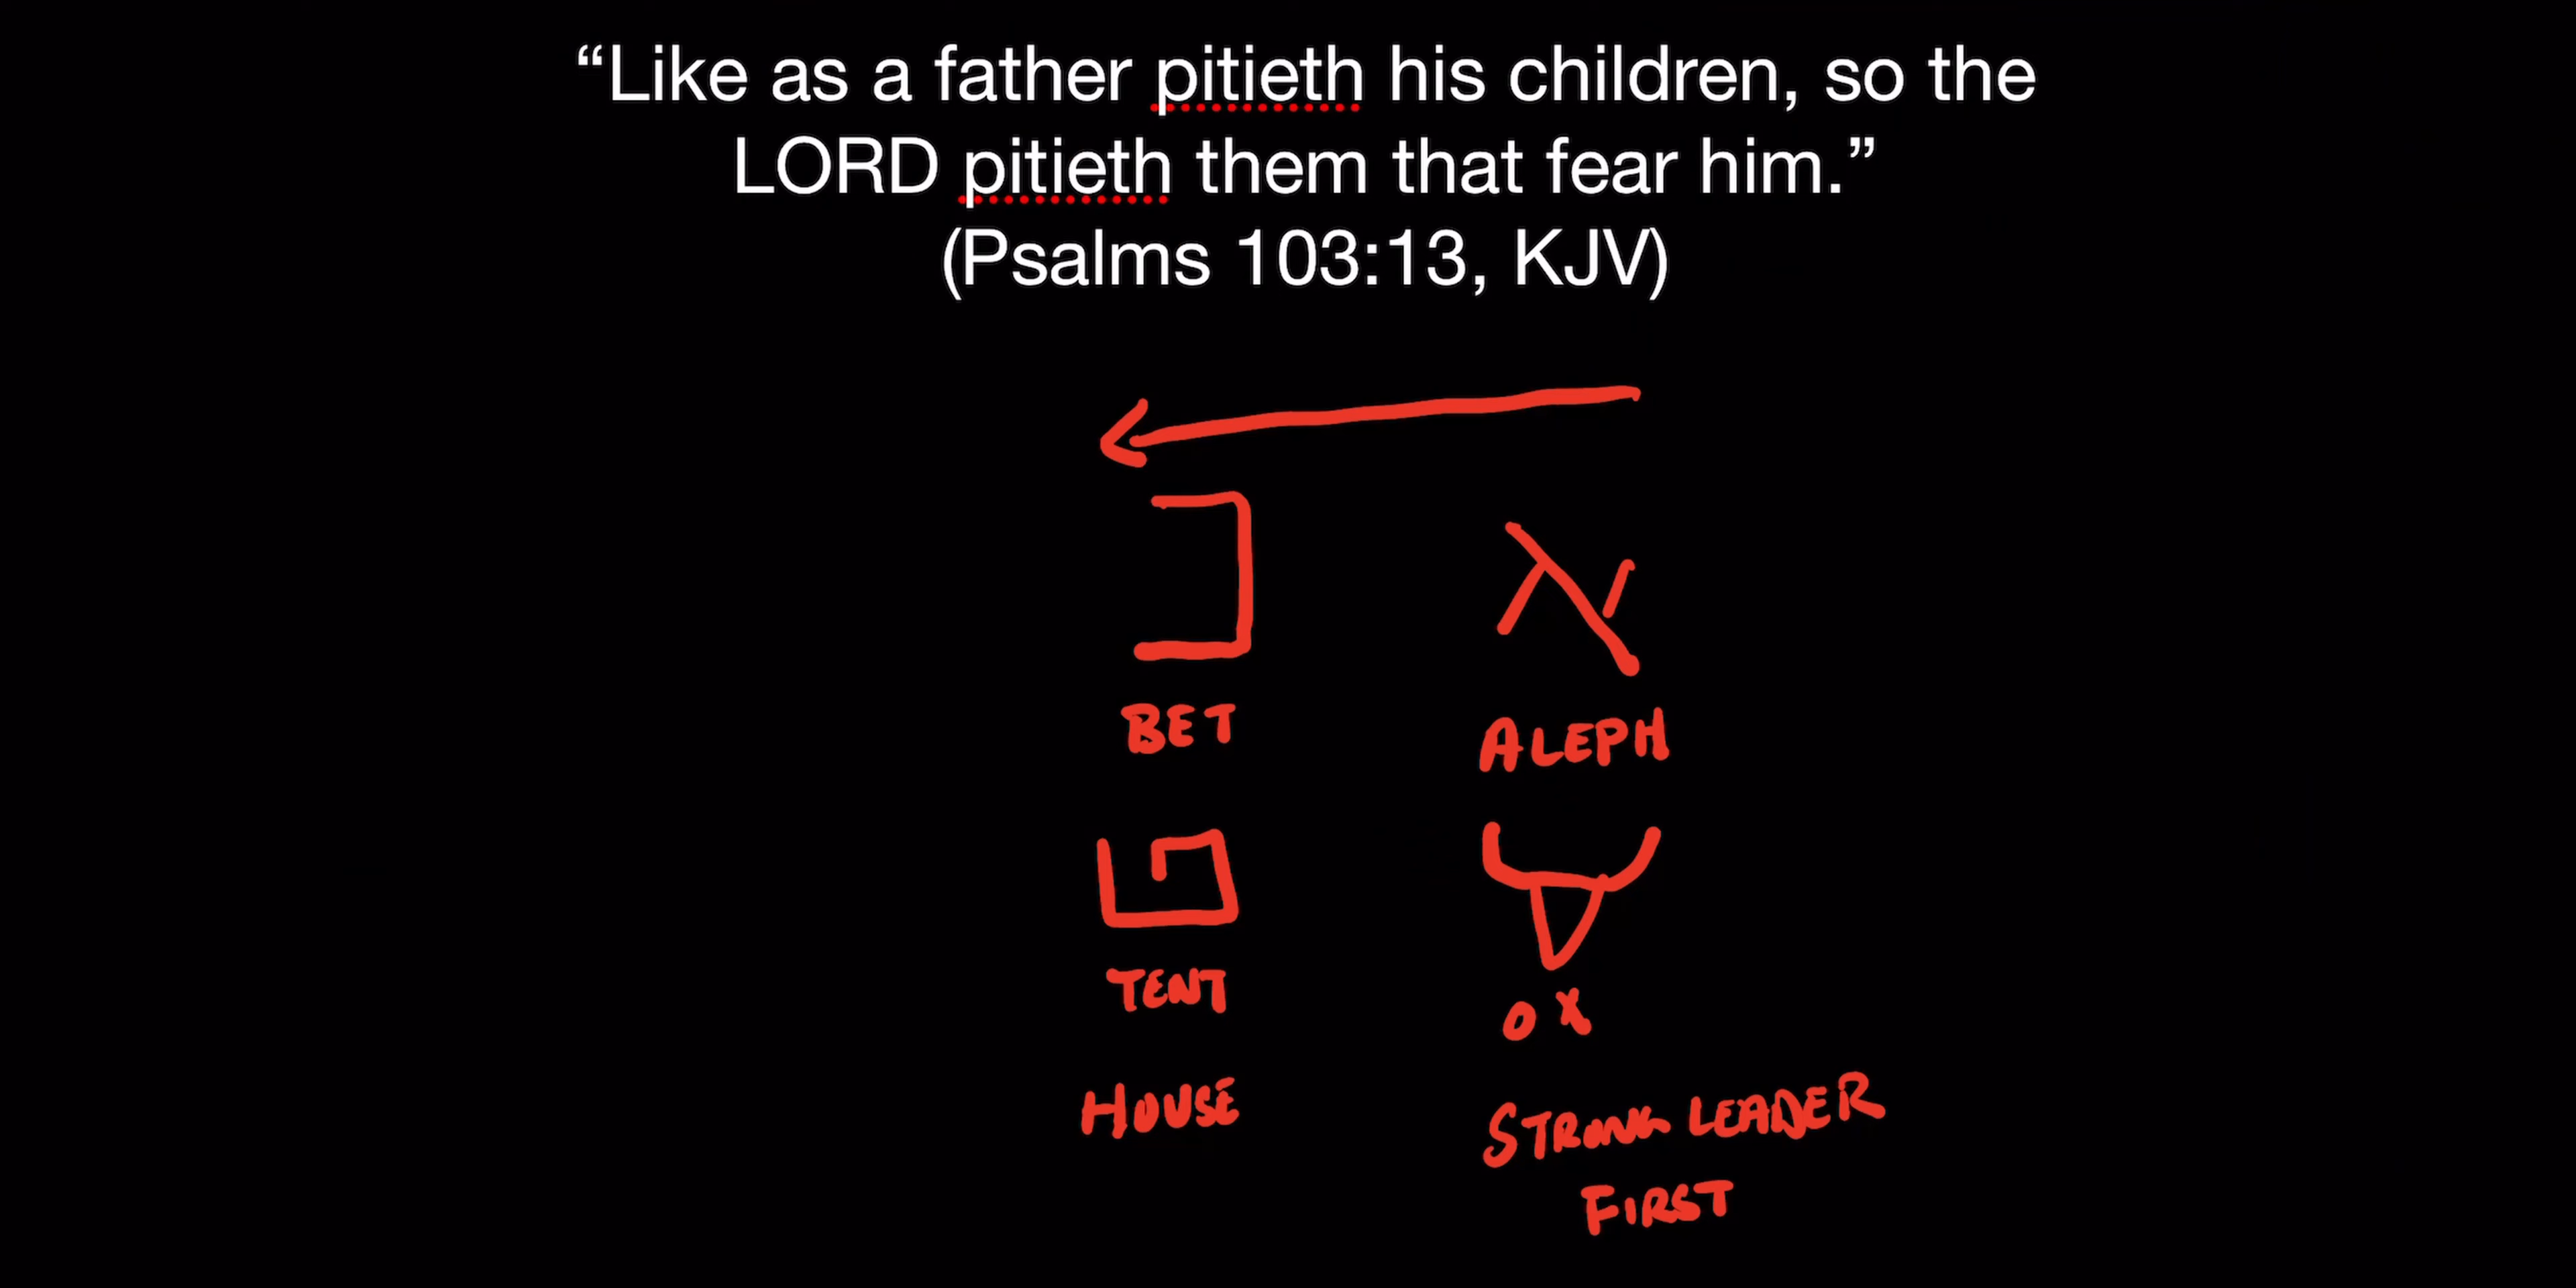 “Like as a father pitieth his children, so the
LORD pitieth them that fear him.”
(Psalms 103:13, KJV)
ב א
BET ALEPH
TENT OX
HOUSE STRONG LEADER
FIRST